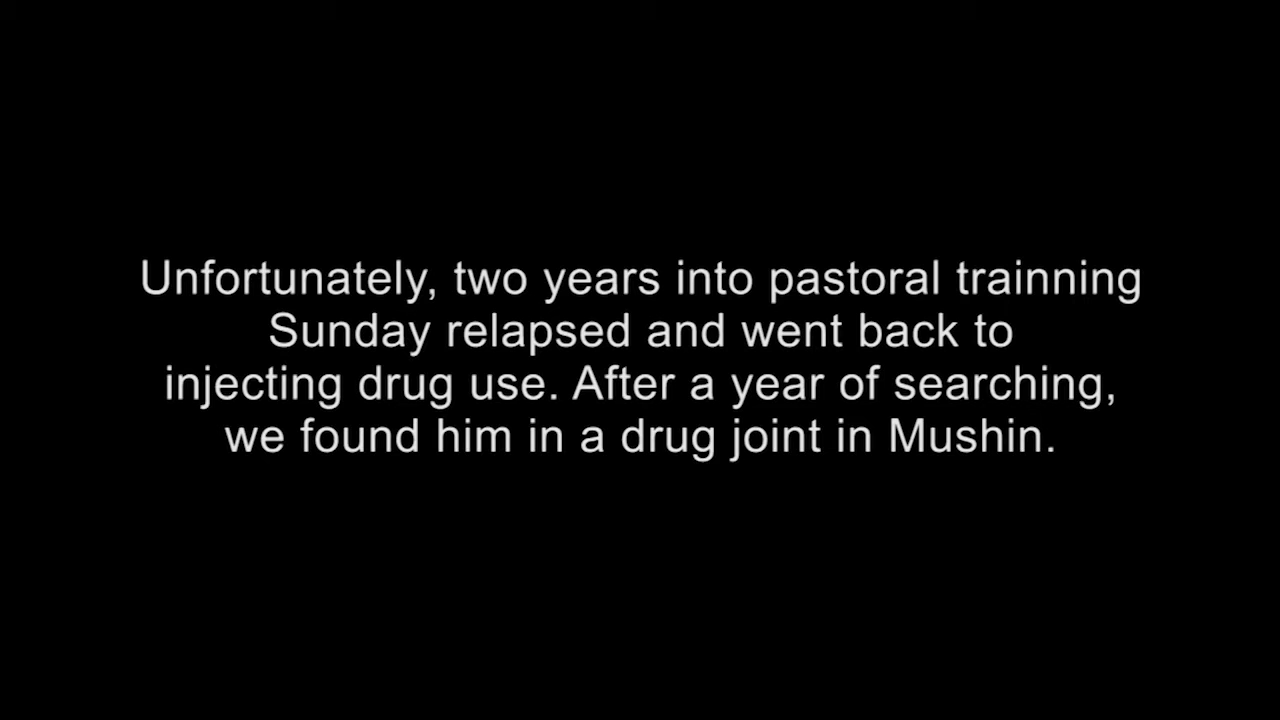 Unfortunately, two years into pastoral trainning
Sunday relapsed and went back to
injecting drug use. After a year of searching,
we found him in a drug joint in Mushin.